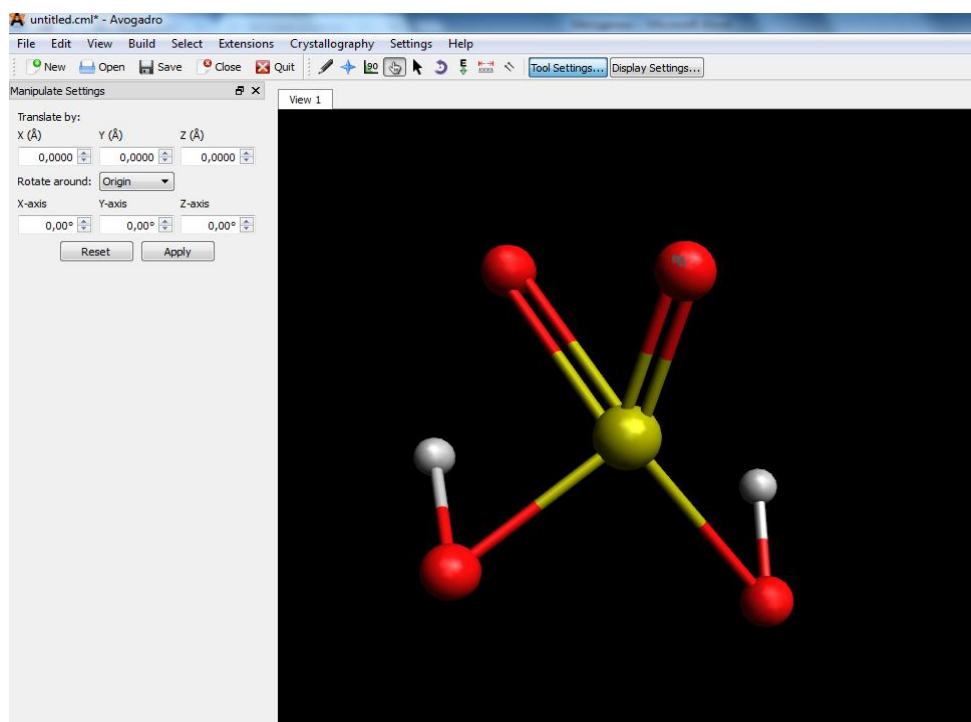 untitled.cml* - Avogadro
File Edit View Build Select Extensions Crystallography Settings Help
New Open Save Close Quit Tool Settings... Display Settings...
Manipulate Settings
View 1
Translate by:
X (Å) Y (Å) Z (Å)
0,0000 0,0000 0,0000
Rotate around: Origin
X-axis Y-axis Z-axis
0,00° 0,00° 0,00°
Reset Apply